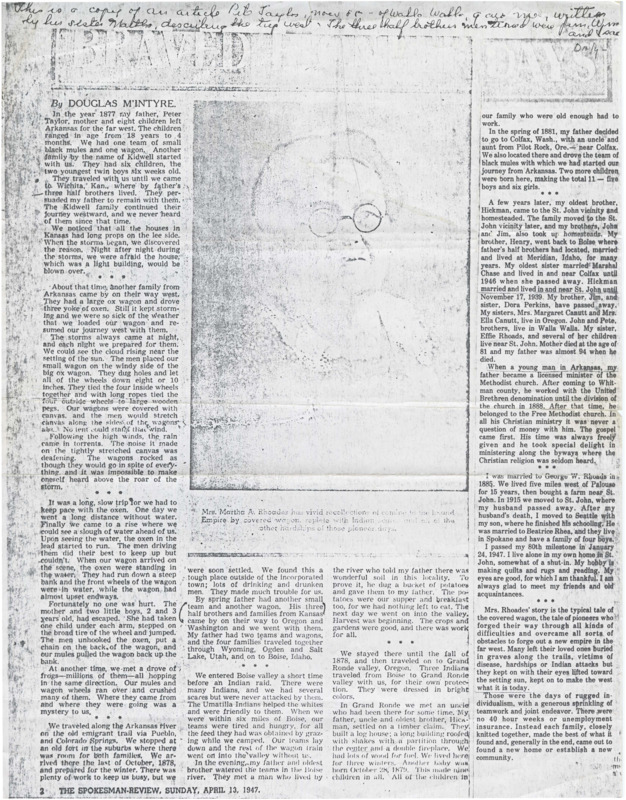 This is a copy of an article Pete Taylor, now 85 - of Walla Walla gave me, written
by his sister Mattie, describing the trip west - The three half brothers mentioned were Jim,
and
BRAVED
By DOUGLAS M'INTYRE.
In the year 1877 my father, Peter
Taylor, mother and eight children left
Arkansas for the far west. The children
ranged in age from 18 years to 4
months. We had one team of small
black mules and one wagon. Another
family by the name of Kidwell started
with us. They had six children, the
two youngest twin boys six weeks old.
They traveled with us until we came
to Wichita, Kan., where by father's
three half brothers lived. They per-
suaded my father to remain with them.
The Kidwell family continued their
journey westward, and we never heard
of them since that time.
We noticed that all the houses in
Kansas had long props on the lee side.
When the storms began, we discovered
the reason. Night after night during
the storms, we were afraid the house,
which was a light building, would be
blown over.
* * *
About that time, another family from
Arkansas came by on their way west.
They had a large ox wagon and drove
three yoke of oxen. Still it kept storm-
ing and we were so sick of the weather
that we loaded our wagon and re-
sumed our journey west with them.
The storms always came at night,
and each night we prepared for them.
We could see the cloud rising near the
setting of the sun. The men placed our
small wagon on the windy side of the
big ox wagon. They dug holes and let
all of the wheels down eight or 10
inches. They tied the four inside wheels
together and with long ropes tied the
four outside wheels to large wooden
pegs. Our wagons were covered with
canvas, and the men would stretch
canvas along the sides of the wagons
also. No tent could stand that wind.
Following the high winds, the rain
came in torrents. The noise it made
on the tightly stretched canvas was
deafening. The wagons rocked as
though they would go in spite of every-
thing and it was impossible to make
oneself heard above the roar of the
storm.
* * *
It was a long, slow trip for we had to
keep pace with the oxen. One day we
went a long distance without water.
Finally we came to a rise where we
could see a slough of water ahead of us.
Upon seeing the water, the oxen in the
lead started to run. The men driving
them did their best to keep up but
couldn't. When our wagon arrived on
the scene, the oxen were standing in
the water. They had run down a steep
bank and the front wheels of the wagon
were in water, while the wagon had
almost upset endways.
Fortunately no one was hurt. The
mother and two little boys, 2 and 3
years old, had escaped. She had taken
one child under each arm, stepped on
the broad tire of the wheel and jumped.
The men unhooked the oxen, put a
chain on the back of the wagon, and
our mules pulled the wagon back up the
bank.
At another time, we met a drove of
frogs—millions of them—all hopping
in the same direction. Our mules and
wagon wheels ran over and crushed
many of them. Where they came from
and where they were going was a
mystery to us.
* * *
We traveled along the Arkansas river
on the old emigrant trail via Pueblo,
and Colorado Springs. We stopped at
an old fort in the suburbs where there
was room for both families. We ar-
rived there the last of October, 1878,
and prepared for the winter. There was
plenty of work to keep us busy, but we
Mrs. Martha A. Rhoades has vivid recollections of
Empire by covered wagon, replete with Indian of the
other hardships of those pioneer
were soon settled. We found this a
tough place outside of the incorporated
town; lots of drinking and drunken
men. They made much trouble for us.
By spring father had another small
team and another wagon. His three
half brothers and families from Kansas
came by on their way to Oregon and
Washington and we went with them.
My father had two teams and wagons,
and the four families traveled together
through Wyoming, Ogden and Salt
Lake, Utah, and on to Boise, Idaho.
* * *
We entered Boise valley a short time
before an Indian raid. There were
many Indians, and we had several
scares but were never attacked by them.
The Umatilla Indians helped the whites
and were friendly to them. When we
were within six miles of Boise, our
teams were tired and hungry, for all
the feed they had was obtained by graz-
ing while we camped. Our teams lay
down and the rest of the wagon train
went on into the valley without us.
In the evening, my father and oldest
brother watered the teams in the Boise
river. They met a man who lived by
the river who told my father there was
wonderful soil in this locality. To
prove it, he dug a bucket of potatoes
and gave them to my father. The po-
tatoes were our supper and breakfast
too, for we had nothing left to eat. The
next day we went on into the valley.
Harvest was beginning. The crops and
gardens were good, and there was work
for all.
* * *
We stayed there until the fall of
1878, and then traveled on to Grand
Ronde valley, Oregon. Three Indians
traveled from Boise to Grand Ronde
valley with us, for their own protec-
tion. They were dressed in bright
colors.
In Grand Ronde we met an uncle
who had been there for some time. My
father, uncle and oldest brother, Hick-
man, settled on a timber claim. They
built a log house; a long building roofed
with shakes with a partition through
the center and a double fireplace. We
had lots of wood for fuel. We lived here
for three winters. Another baby was
born October 28, 1879. This made nine
children in all. All of the children in
our family who were old enough had to
work.
In the spring of 1881, my father decided
to go to Colfax, Wash., with an uncle and
aunt from Pilot Rock, Ore.— near Colfax.
We also located there and drove the team of
black mules with which we had started our
journey from Arkansas. Two more children
were born here, making the total 11 — five
boys and six girls.
* * *
A few years later, my oldest brother,
Hickman, came to the St. John vicinity and
homesteaded. The family moved to the St.
John vicinity later, and my brothers, John
and Jim, also took up homesteads. My
brother, Henry, went back to Boise where
father's half brothers had located, married
and lived at Meridian, Idaho, for many
years. My oldest sister married Marshal
Chase and lived in and near Colfax until
1946 when she passed away. Hickman
married and lived in and near St. John until
November 17, 1939. My brother, Jim, and
sister, Dora Perkins, have passed away.
My sisters, Mrs. Margaret Canutt and Mrs.
Ella Canutt, live in Oregon. John and Pete,
brothers, live in Walla Walla. My sister,
Effie Rhoads, and several of her children
live near St. John. Mother died at the age of
81 and my father was almost 94 when he
died.
When a young man in Arkansas, my
father became a licensed minister of the
Methodist church. After coming to Whit-
man county, he worked with the United
Brethren denomination until the division of
the church in 1888. After that time, he
belonged to the Free Methodist church. In
all his Christian ministry it was never a
question of money with him. The gospel
came first. His time was always freely
given and he took special delight in
ministering along the byways where the
Christian religion was seldom heard.
* * *
I was married to George W. Rhoads in
1885. We lived five miles west of Palouse
for 15 years, then bought a farm near St.
John. In 1915 we moved to St. John, where
my husband passed away. After my
husband's death, I moved to Seattle with
my son, where he finished his schooling. He
was married to Beatrice Rhea, and they live
in Spokane and have a family of four boys.
I passed my 80th milestone in January
24, 1947. I live alone in my own home in St.
John, somewhat of a shut-in. My hobby is
making quilts and rugs and reading. My
eyes are good, for which I am thankful. I am
always glad to meet my friends and old
acquaintances.
* * *
Mrs. Rhoades' story is the typical tale of
the covered wagon, the tale of pioneers who
forged their way through all kinds of
difficulties and overcame all sorts of
obstacles to forge out a new empire in the
far west. Many left their loved ones buried
in graves along the trails, victims of
disease, hardships or Indian attacks but
they kept on with their eyes lifted toward
the setting sun, kept on to make the west
what it is today.
Those were the days of rugged in-
dividualism, with a generous sprinkling of
teamwork and joint endeavor. There were
no 40 hour weeks or unemployment
insurance. Instead each family, closely
knitted together, made the best of what it
found and, generally in the end, came out to
found a new home or establish a new
community.
2 THE SPOKESMAN-REVIEW, SUNDAY, APRIL 13, 1947.